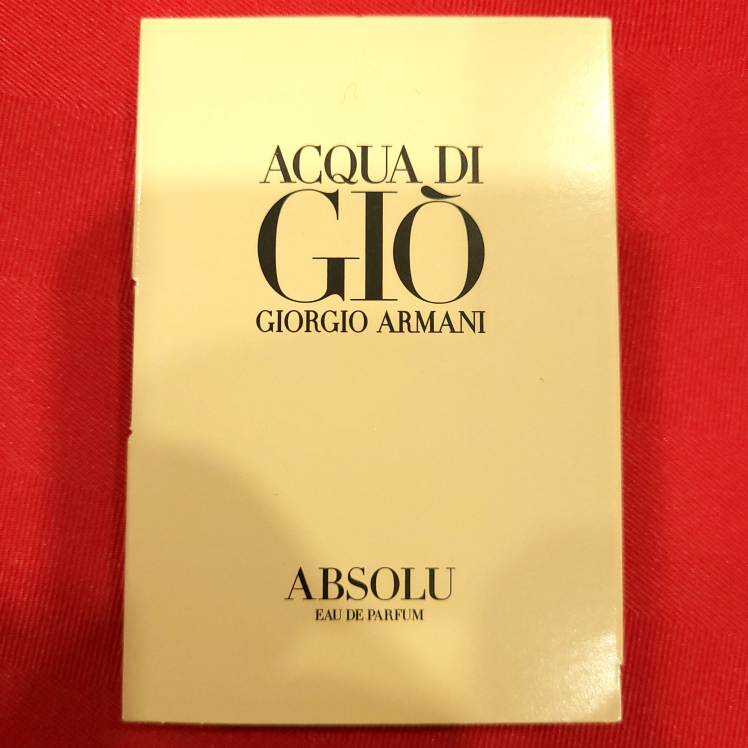 ACQUA DI
GIÒ
GIORGIO ARMANI
ABSOLU
EAU DE PARFUM